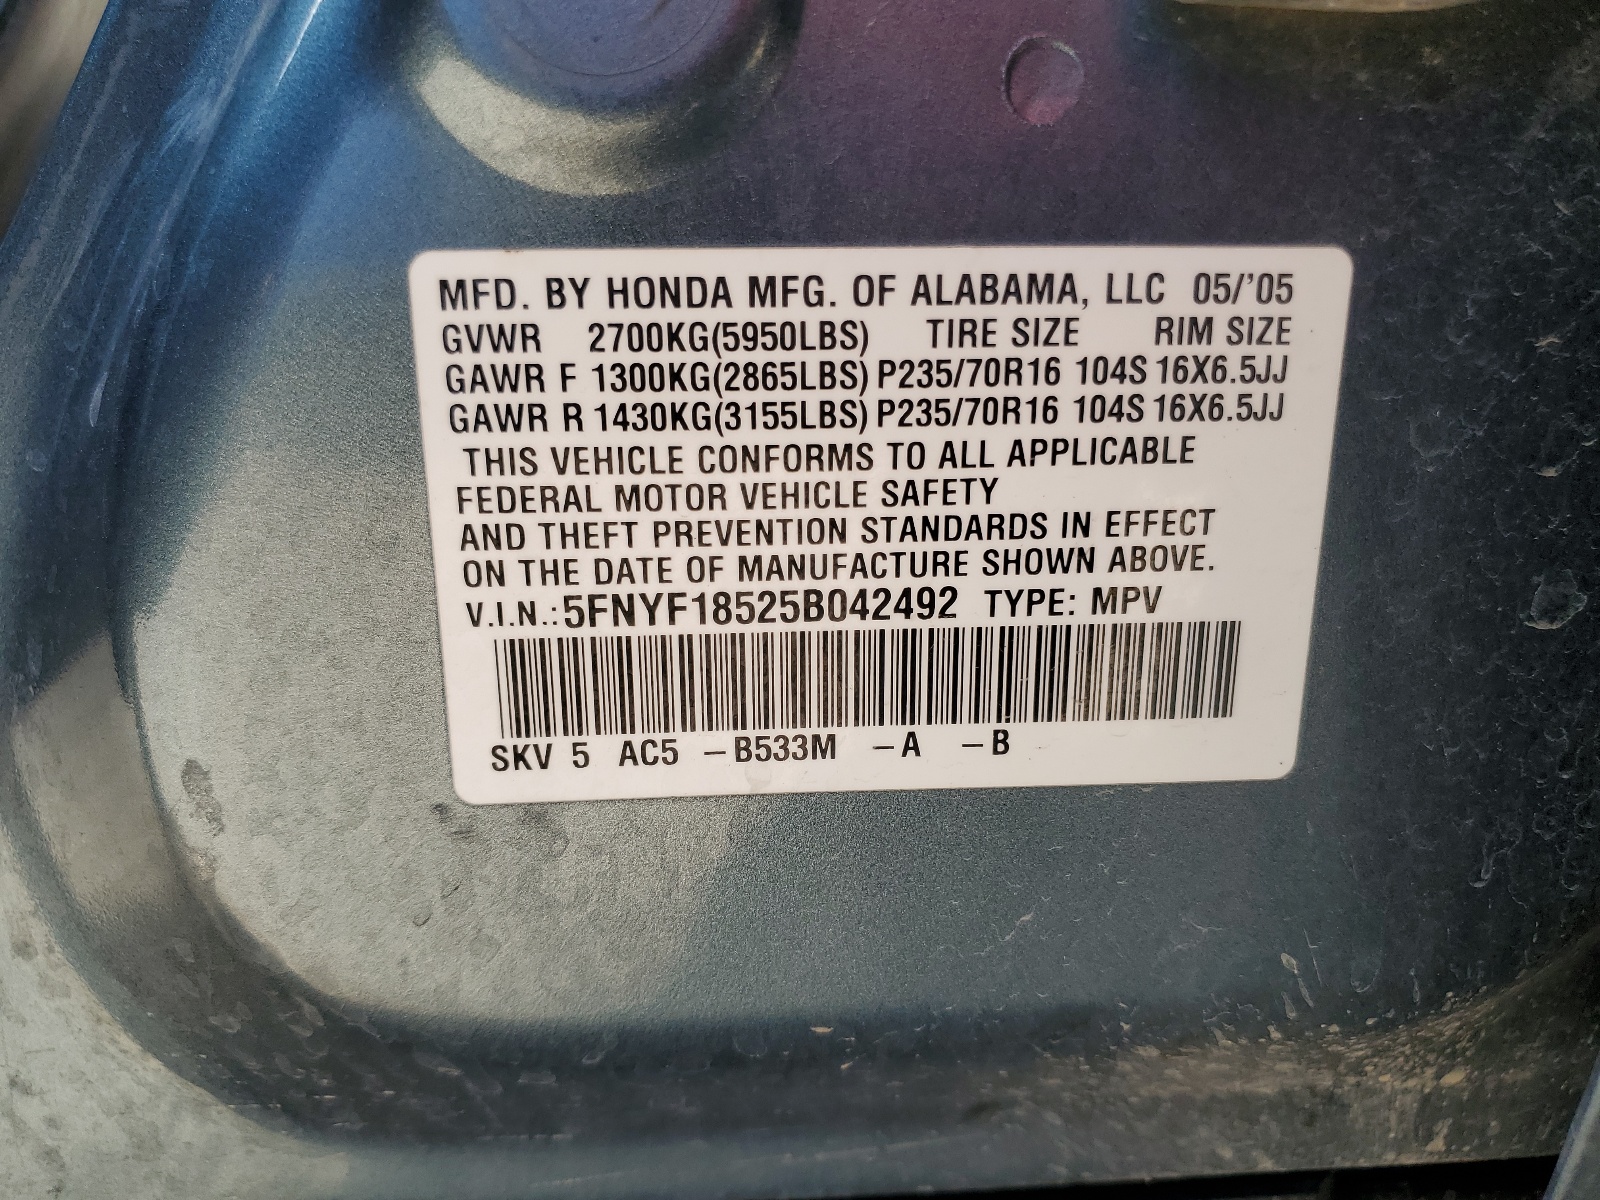 MFD. BY HONDA MFG. OF ALABAMA, LLC 05/'05
GVWR 2700KG(5950LBS) TIRE SIZE RIM SIZE
GAWR F 1300KG(2865LBS) P235/70R16 104S 16X6.5JJ
GAWR R 1430KG(3155LBS) P235/70R16 104S 16X6.5JJ
THIS VEHICLE CONFORMS TO ALL APPLICABLE
FEDERAL MOTOR VEHICLE SAFETY
AND THEFT PREVENTION STANDARDS IN EFFECT
ON THE DATE OF MANUFACTURE SHOWN ABOVE.
V.I.N.: 5FNYF18525B042492 TYPE: MPV
SKV 5 AC5 –B533M –A –B